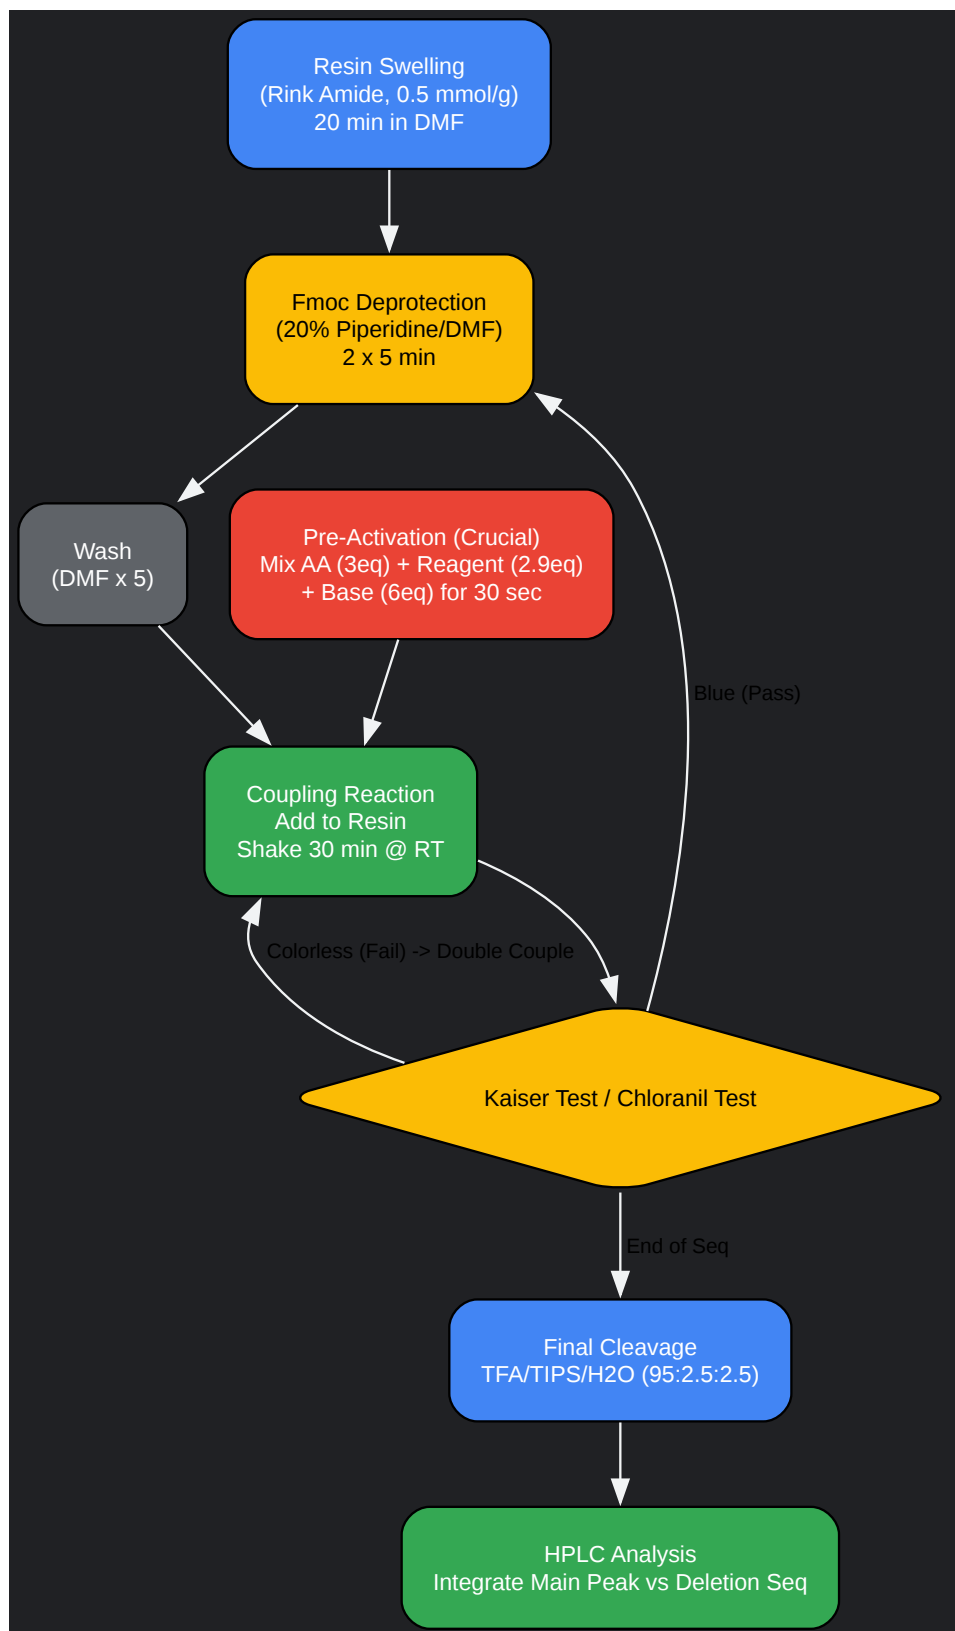 Resin Swelling
(Rink Amide, 0.5 mmol/g)
20 min in DMF
Fmoc Deprotection
(20% Piperidine/DMF)
2 x 5 min
Wash
(DMF x 5)
Pre-Activation (Crucial)
Mix AA (3eq) + Reagent (2.9eq)
+ Base (6eq) for 30 sec
Blue (Pass)
Coupling Reaction
Add to Resin
Shake 30 min @ RT
Colorless (Fail) -> Double Couple
Kaiser Test / Chloranil Test
End of Seq
Final Cleavage
TFA/TIPS/H2O (95:2.5:2.5)
HPLC Analysis
Integrate Main Peak vs Deletion Seq